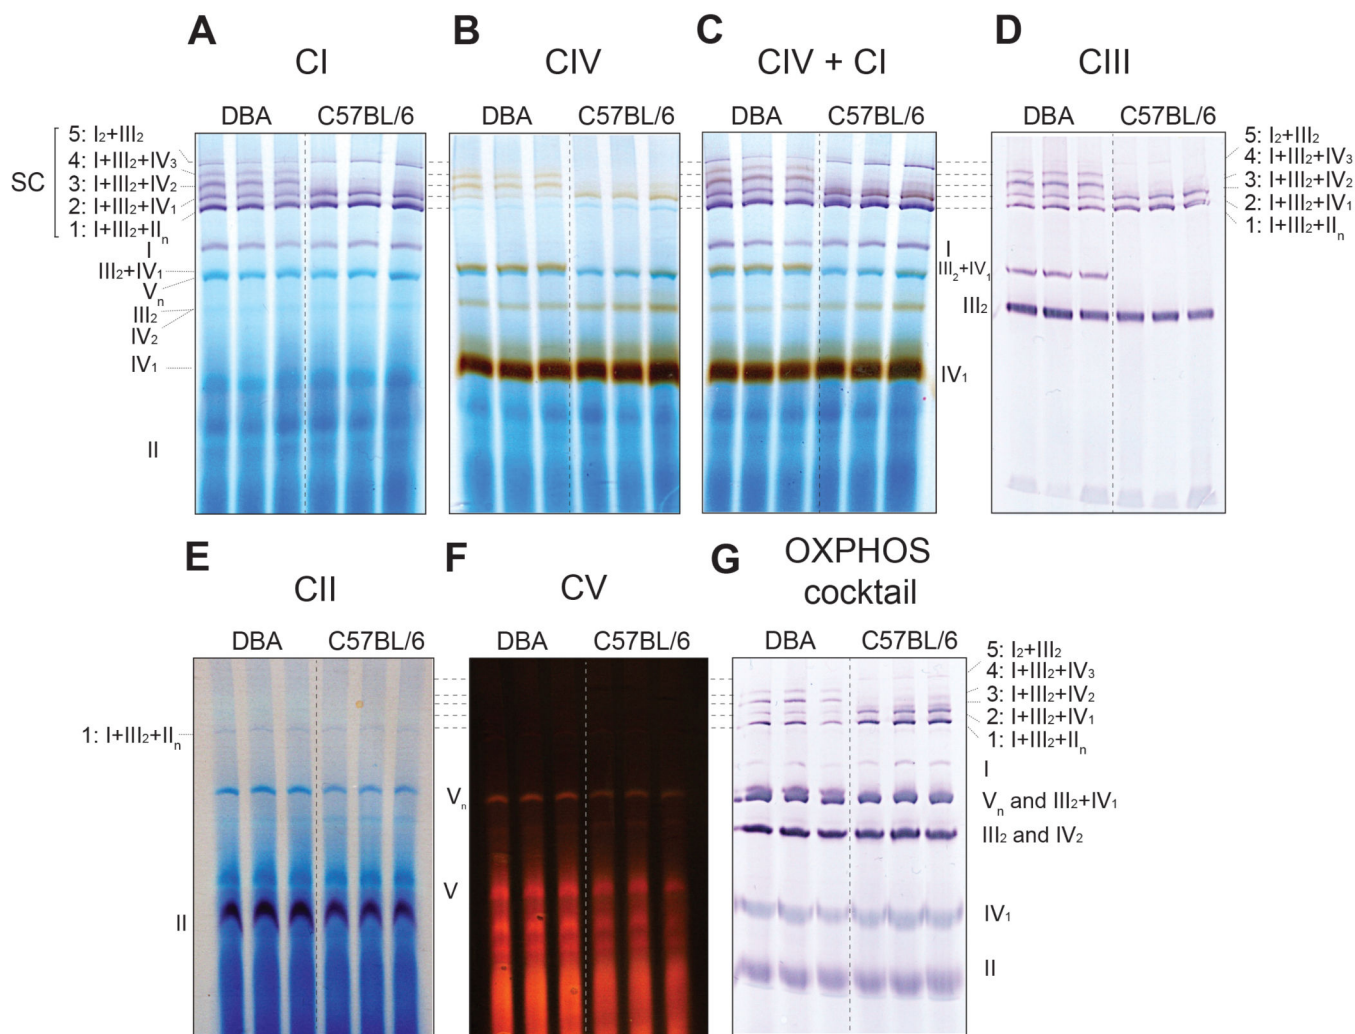 A
CI
DBA
C57BL/6
SC
5: I₂+III₂
4: I+III₂+IV₃
3: I+III₂+IV₂
2: I+III₂+IV₁
1: I+III₂+IIₙ
I
III₂+IV₁
Vₙ
III₂
IV₂
IV₁
II
B
CIV
DBA
C57BL/6
C
CIV + CI
DBA
C57BL/6
I
III₂+IV₁
IV₁
D
CIII
DBA
C57BL/6
III₂
5: I₂+III₂
4: I+III₂+IV₃
3: I+III₂+IV₂
2: I+III₂+IV₁
1: I+III₂+IIₙ
E
CII
DBA
C57BL/6
1: I+III₂+IIₙ
II
F
CV
DBA
C57BL/6
Vₙ
V
G
OXPHOS
cocktail
DBA
C57BL/6
5: I₂+III₂
4: I+III₂+IV₃
3: I+III₂+IV₂
2: I+III₂+IV₁
1: I+III₂+IIₙ
I
Vₙ and III₂+IV₁
III₂ and IV₂
IV₁
II